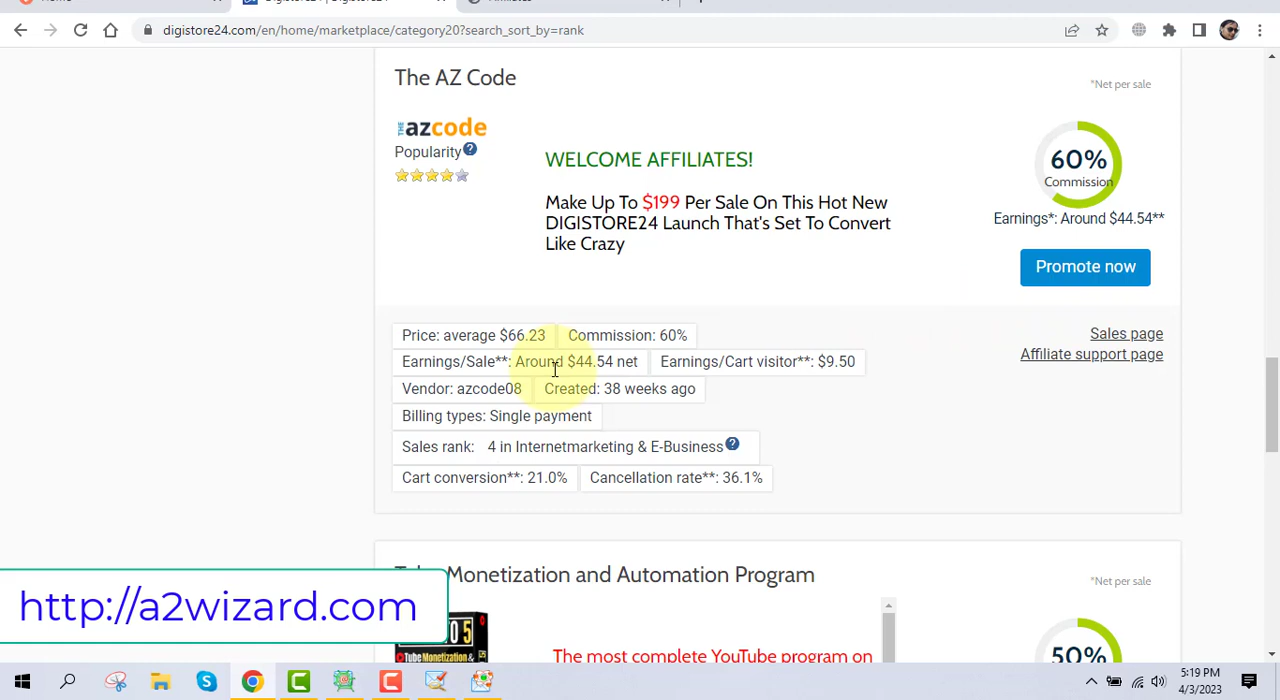 digistore24.com/en/home/marketplace/category20?search_sort_by=rank
The AZ Code
*Net per sale
THE azcode
Popularity ?
WELCOME AFFILIATES!
60%
Commission
Make Up To $199 Per Sale On This Hot New
DIGISTORE24 Launch That's Set To Convert
Like Crazy
Earnings*: Around $44.54**
Promote now
Price: average $66.23 Commission: 60%
Sales page
Earnings/Sale**: Around $44.54 net Earnings/Cart visitor**: $9.50
Affiliate support page
Vendor: azcode08 Created: 38 weeks ago
Billing types: Single payment
Sales rank: 4 in Internetmarketing & E-Business ?
Cart conversion**: 21.0% Cancellation rate**: 36.1%
Monetization and Automation Program
*Net per sale
http://a2wizard.com
Tube Monetization &
The most complete YouTube program on
50%
5:19 PM
4/3/2023